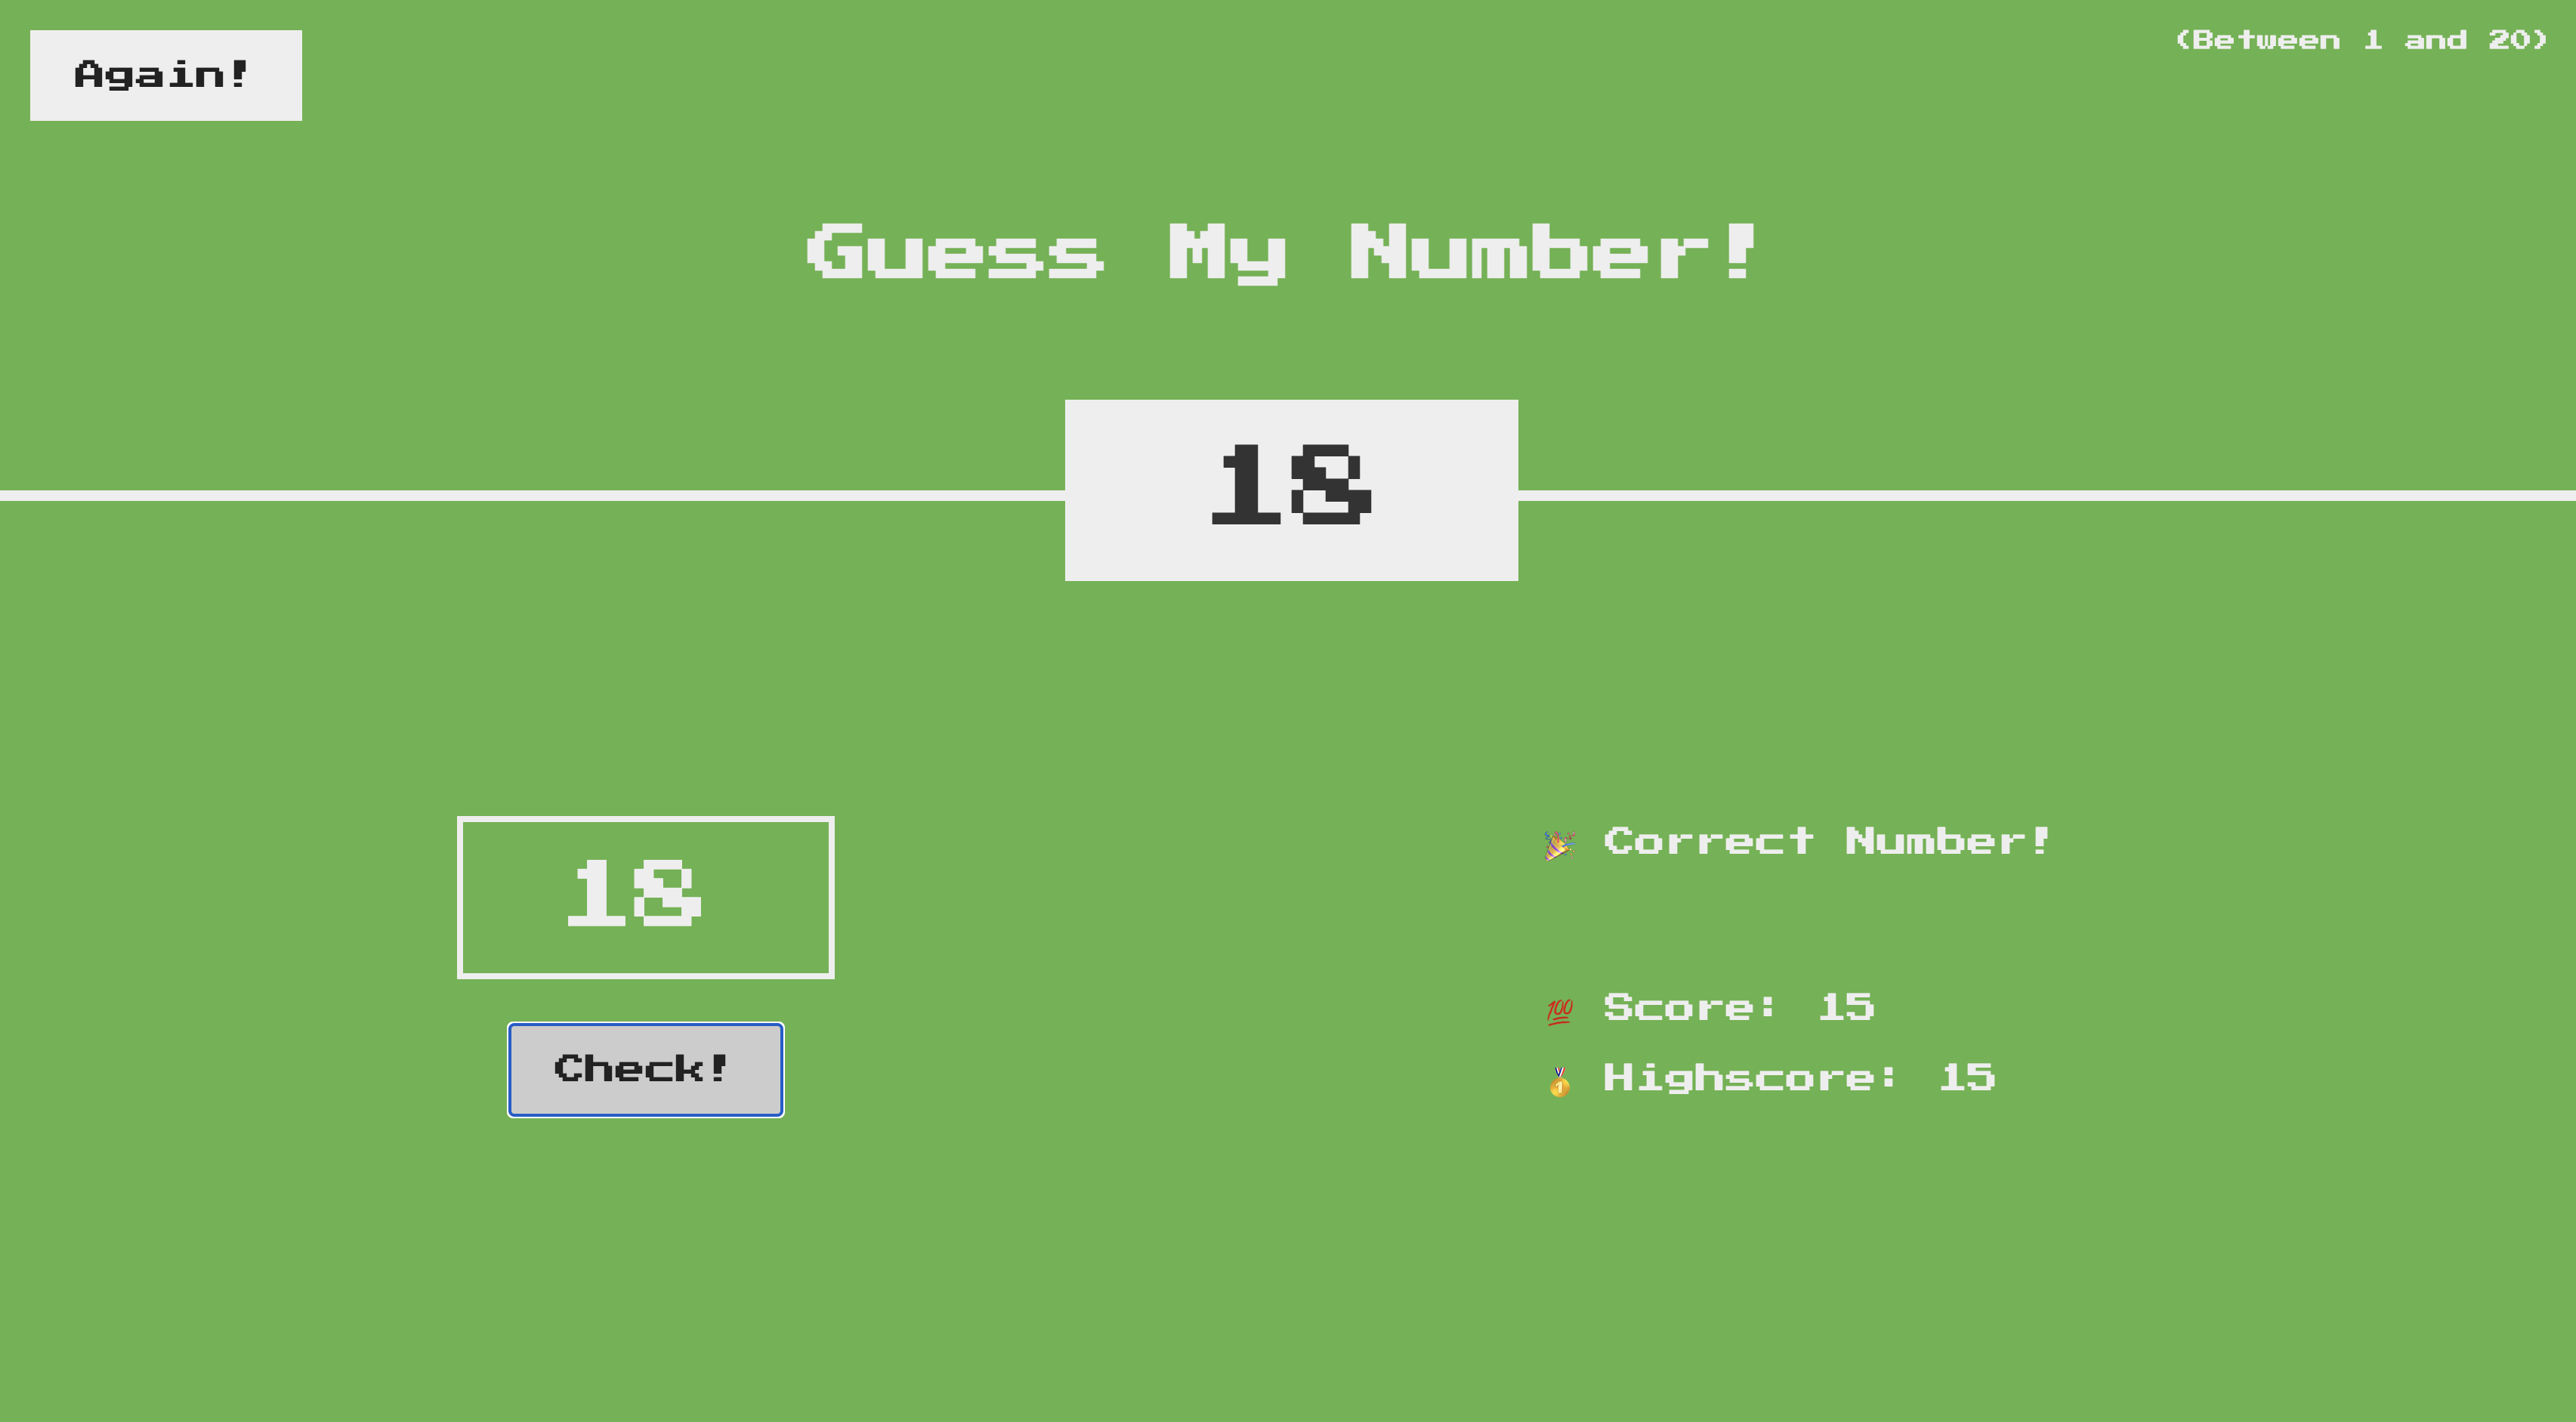 Again!
(Between 1 and 20)
Guess My Number!
18
18
Check!
🎉 Correct Number!
💯 Score: 15
🥇 Highscore: 15